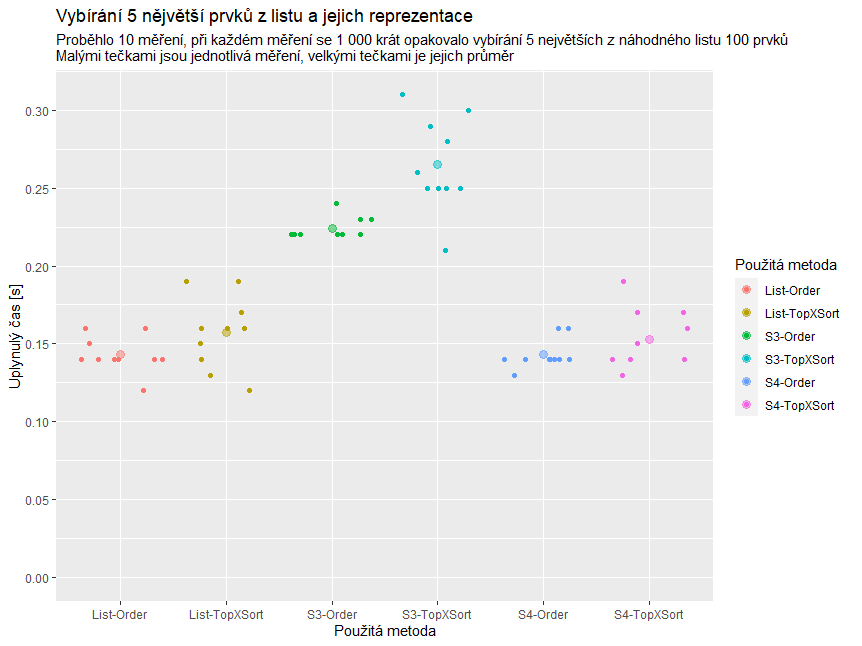 Vybírání 5 nějvětší prvků z listu a jejich reprezentace
Proběhlo 10 měření, při každém měření se 1 000 krát opakovalo vybírání 5 největších z náhodného listu 100 prvků
Malými tečkami jsou jednotlivá měření, velkými tečkami je jejich průměr
Uplynulý čas [s]
0.30
0.25
0.20
0.15
0.10
0.05
0.00
List-Order
List-TopXSort
S3-Order
S3-TopXSort
S4-Order
S4-TopXSort
Použitá metoda
Použitá metoda
List-Order
List-TopXSort
S3-Order
S3-TopXSort
S4-Order
S4-TopXSort